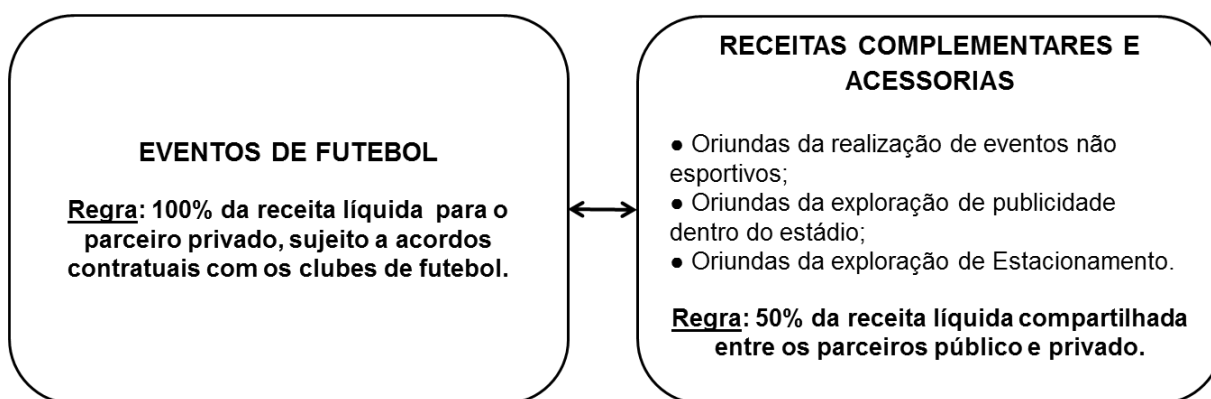 EVENTOS DE FUTEBOL
Regra: 100% da receita líquida para o
parceiro privado, sujeito a acordos
contratuais com os clubes de futebol.
RECEITAS COMPLEMENTARES E
ACESSORIAS
● Oriundas da realização de eventos não
esportivos;
● Oriundas da exploração de publicidade
dentro do estádio;
● Oriundas da exploração de Estacionamento.
Regra: 50% da receita líquida compartilhada
entre os parceiros público e privado.